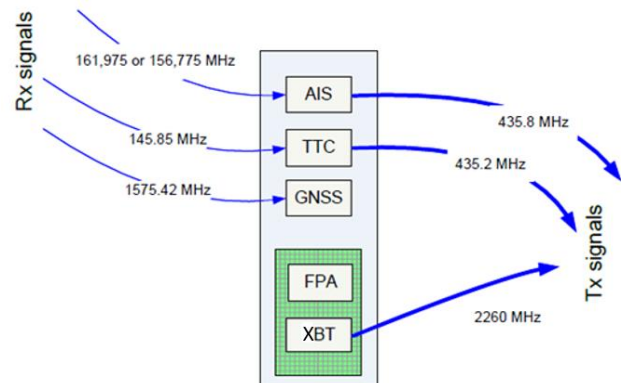 Rx signals
161,975 or 156,775 MHz
145.85 MHz
1575.42 MHz
AIS
TTC
GNSS
FPA
XBT
435.8 MHz
435.2 MHz
2260 MHz
Tx signals